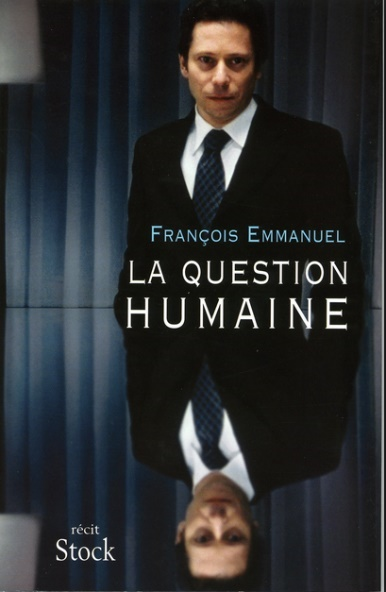 FRANÇOIS EMMANUEL
LA QUESTION
HUMAINE
récit
Stock